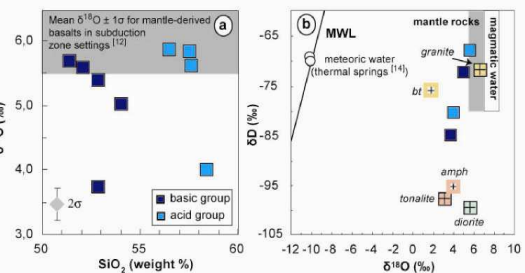 Mean δ¹⁸O ± 1σ for mantle-derived
basalts in subduction
zone settings [12]
a
6,5
6,0
5,0
4,0
3,0
2σ
basic group
acid group
50
55
60
SiO₂ (weight %)
b
MWL
mantle rocks
magmatic water
granite
meteoric water
(thermal springs [14])
bt
amph
tonalite
diorite
δD (‰)
-65
-75
-85
-95
-105
-12 -10 -8 -6 -4 -2 0 2 4 6 8 10
δ¹⁸O (‰)